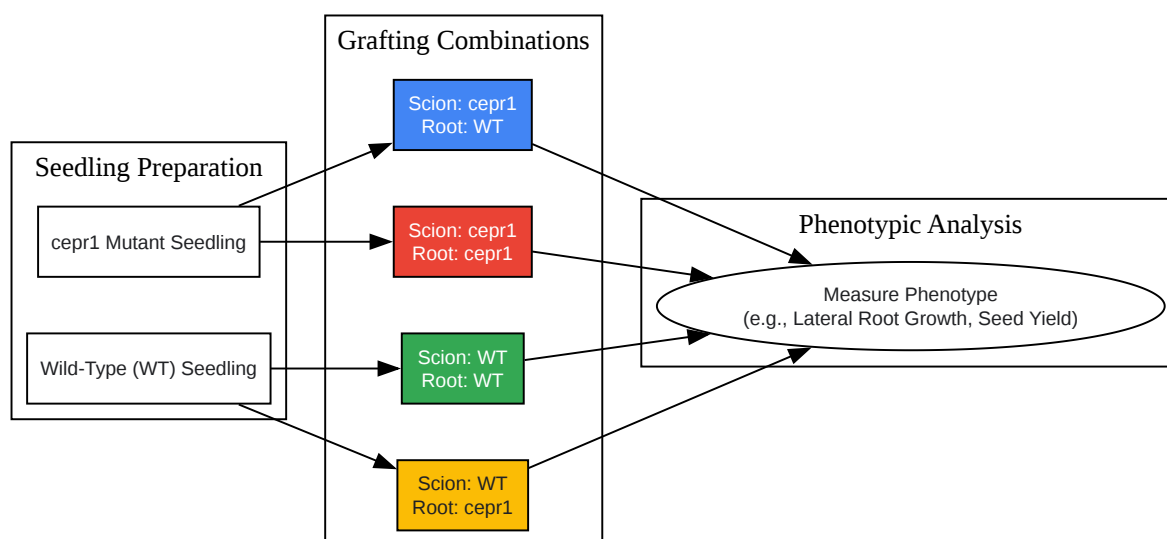 Seedling Preparation
cepr1 Mutant Seedling
Wild-Type (WT) Seedling
Grafting Combinations
Scion: cepr1
Root: WT
Scion: cepr1
Root: cepr1
Scion: WT
Root: WT
Scion: WT
Root: cepr1
Phenotypic Analysis
Measure Phenotype
(e.g., Lateral Root Growth, Seed Yield)